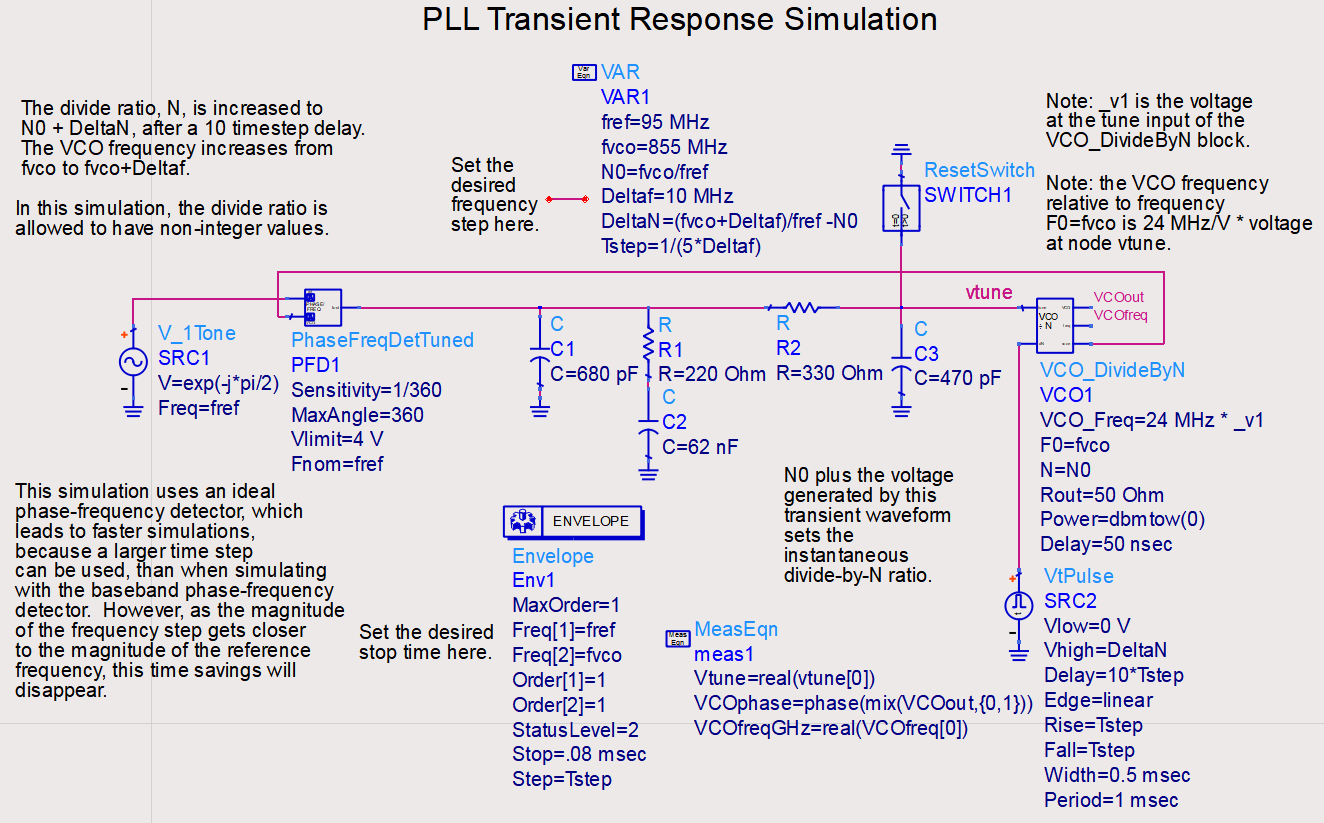 PLL Transient Response Simulation
The divide ratio, N, is increased to
N0 + DeltaN, after a 10 timestep delay.
The VCO frequency increases from
fvco to fvco+Deltaf.
In this simulation, the divide ratio is
allowed to have non-integer values.
Set the
desired
frequency
step here.
Var
Eqn
VAR
VAR1
fref=95 MHz
fvco=855 MHz
N0=fvco/fref
Deltaf=10 MHz
DeltaN=(fvco+Deltaf)/fref -N0
Tstep=1/(5*Deltaf)
ResetSwitch
SWITCH1
Note: _v1 is the voltage
at the tune input of the
VCO_DivideByN block.
Note: the VCO frequency
relative to frequency
F0=fvco is 24 MHz/V * voltage
at node vtune.
V_1Tone
SRC1
V=exp(-j*pi/2)
Freq=fref
PhaseFreqDetTuned
PFD1
Sensitivity=1/360
MaxAngle=360
Vlimit=4 V
Fnom=fref
C
C1
C=680 pF
R
R1
R=220 Ohm
C
C2
C=62 nF
R
R2
R=330 Ohm
C
C3
C=470 pF
vtune
VCO
÷ N
VCOout
VCOfreq
VCO_DivideByN
VCO1
VCO_Freq=24 MHz * _v1
F0=fvco
N=N0
Rout=50 Ohm
Power=dbmtow(0)
Delay=50 nsec
This simulation uses an ideal
phase-frequency detector, which
leads to faster simulations,
because a larger time step
can be used, than when simulating
with the baseband phase-frequency
detector.  However, as the magnitude
of the frequency step gets closer
to the magnitude of the reference
frequency, this time savings will
disappear.
Set the desired
stop time here.
ENVELOPE
Envelope
Env1
MaxOrder=1
Freq[1]=fref
Freq[2]=fvco
Order[1]=1
Order[2]=1
StatusLevel=2
Stop=.08 msec
Step=Tstep
Meas
Eqn
MeasEqn
meas1
Vtune=real(vtune[0])
VCOphase=phase(mix(VCOout,{0,1}))
VCOfreqGHz=real(VCOfreq[0])
N0 plus the voltage
generated by this
transient waveform
sets the
instantaneous
divide-by-N ratio.
VtPulse
SRC2
Vlow=0 V
Vhigh=DeltaN
Delay=10*Tstep
Edge=linear
Rise=Tstep
Fall=Tstep
Width=0.5 msec
Period=1 msec